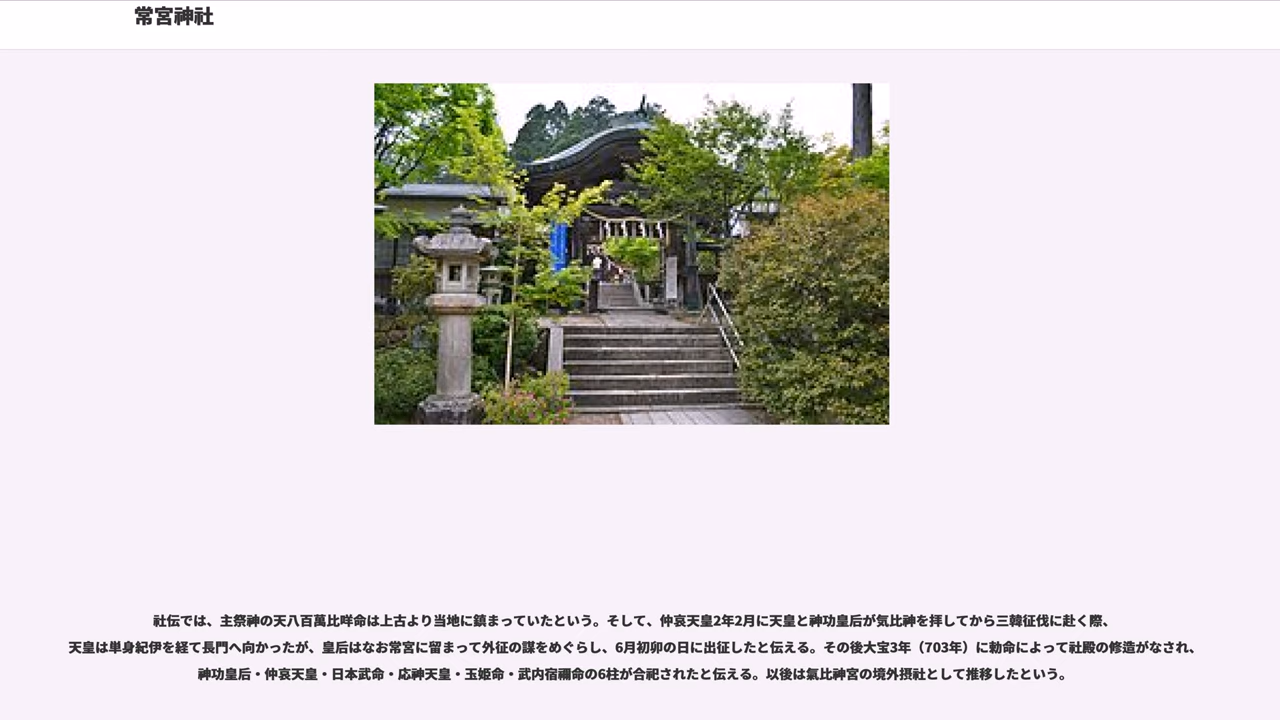 常宮神社
社伝では、主祭神の天八百萬比咩命は上古より当地に鎮まっていたという。そして、仲哀天皇2年2月に天皇と神功皇后が気比神を拝してから三韓征伐に赴く際、
天皇は単身紀伊を経て長門へ向かったが、皇后はなお常宮に留まって外征の謀をめぐらし、6月初卯の日に出征したと伝える。その後大宝3年（703年）に勅命によって社殿の修造がなされ、
神功皇后・仲哀天皇・日本武命・応神天皇・玉姫命・武内宿禰命の6柱が合祀されたと伝える。以後は氣比神宮の境外摂社として推移したという。